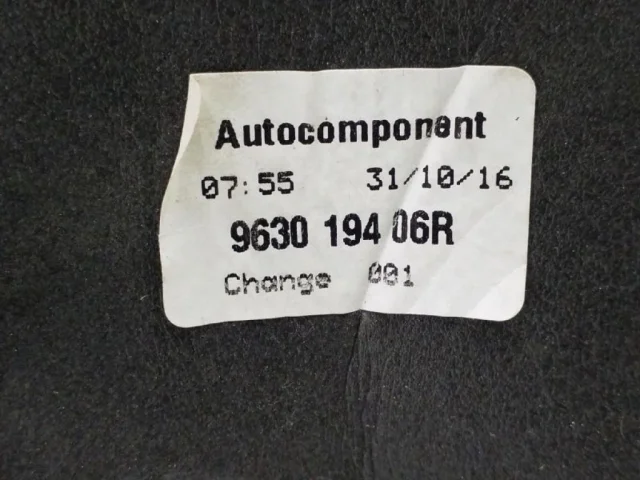 Autocomponent
07:55 31/10/16
9630 194 06R
Change 001